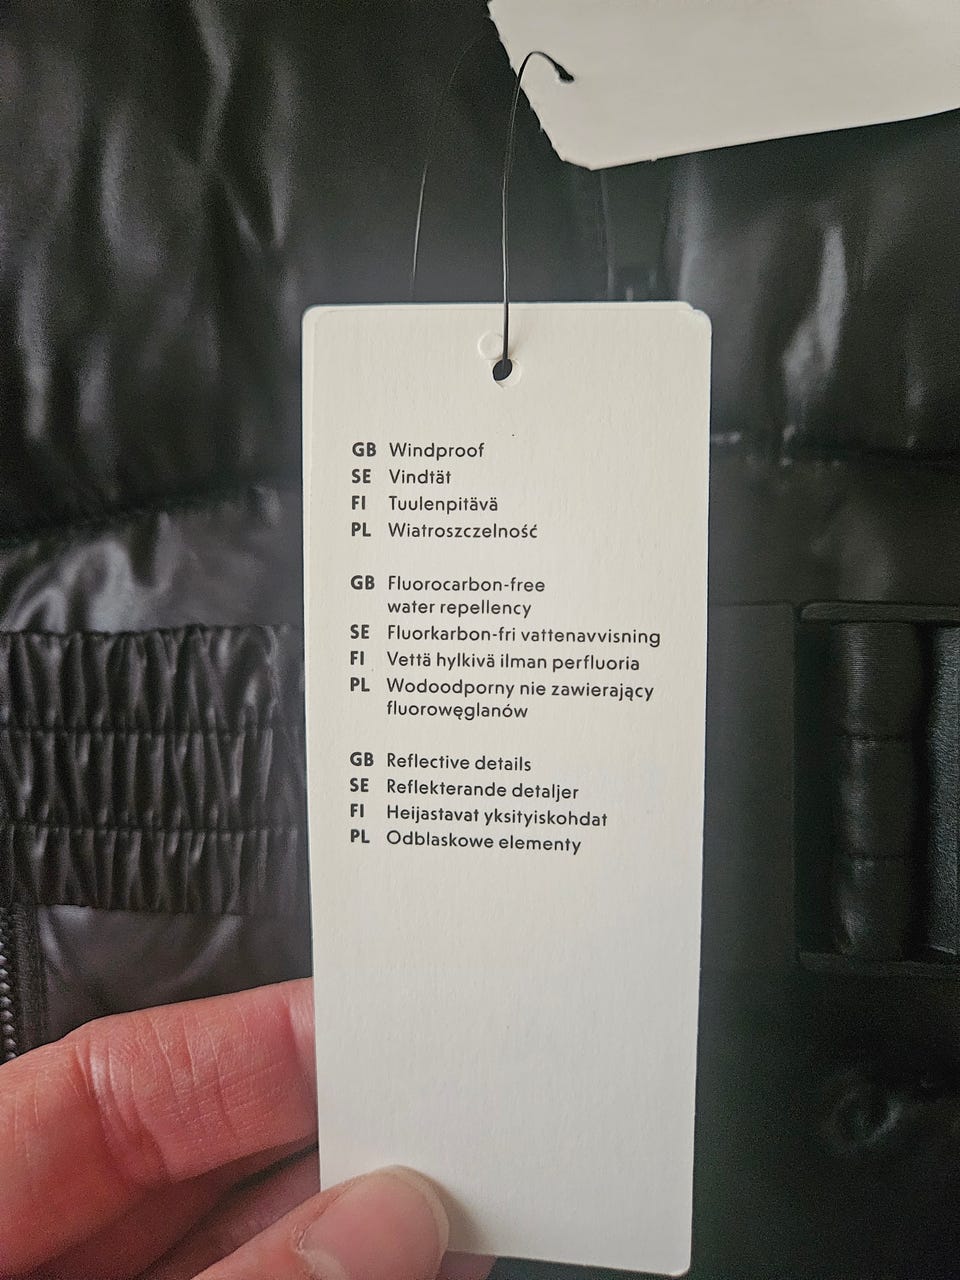 GB Windproof
SE Vindtät
FI Tuulenpitävä
PL Wiatroszczelność
GB Fluorocarbon-free
water repellency
SE Fluorkarbon-fri vattenavvisning
FI Vettä hylkivä ilman perfluoria
PL Wodoodporny nie zawierający
fluorowęglanów
GB Reflective details
SE Reflekterande detaljer
FI Heijastavat yksityiskohdat
PL Odblaskowe elementy